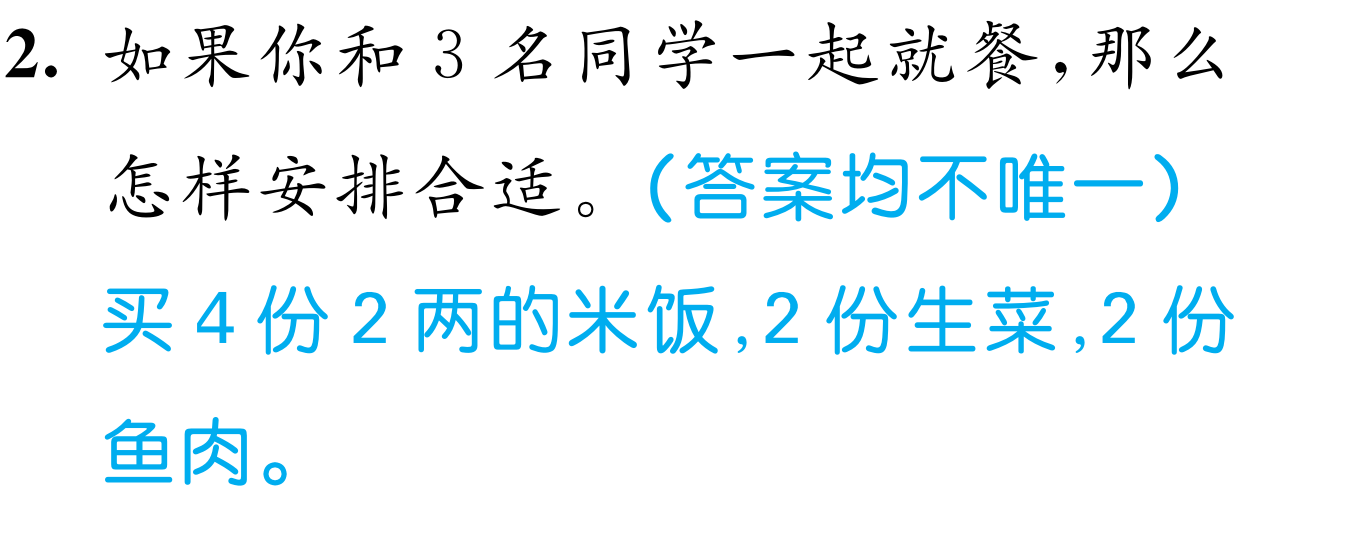 2. 如果你和 3 名同学一起就餐,那么
怎样安排合适。(答案均不唯一)
买 4 份 2 两的米饭,2 份生菜,2 份
鱼肉。